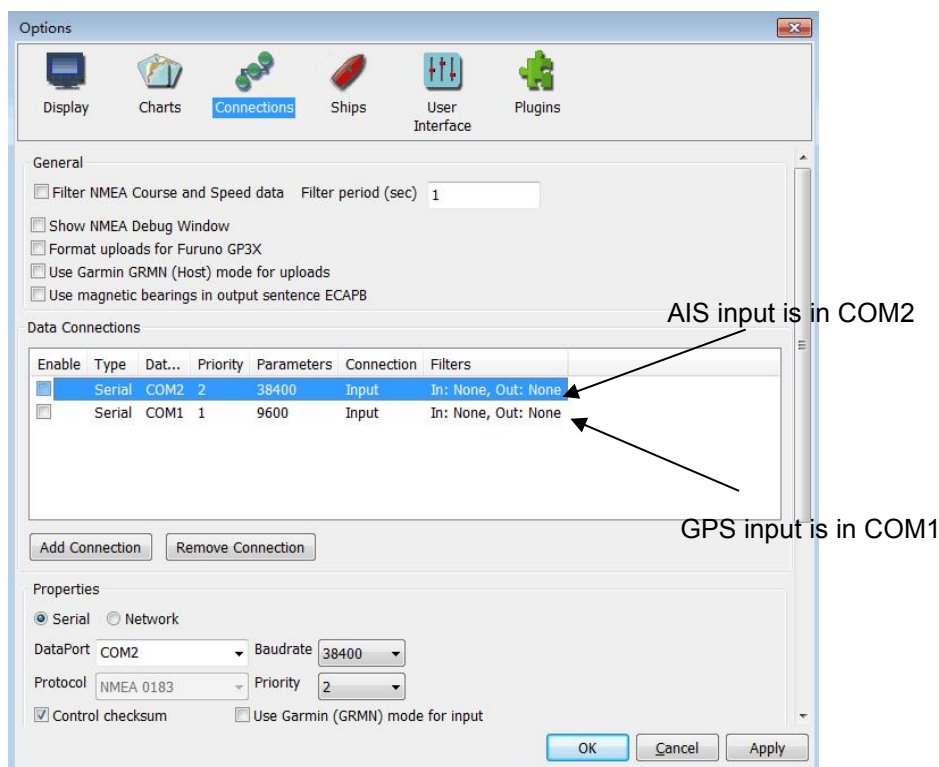 Options
Display Charts Connections Ships User Interface Plugins
General
Filter NMEA Course and Speed data Filter period (sec) 1
Show NMEA Debug Window
Format uploads for Furuno GP3X
Use Garmin GRMN (Host) mode for uploads
Use magnetic bearings in output sentence ECAPB
AIS input is in COM2
Data Connections
Enable Type Dat... Priority Parameters Connection Filters
Serial COM2 2 38400 Input In: None, Out: None
Serial COM1 1 9600 Input In: None, Out: None
GPS input is in COM1
Add Connection Remove Connection
Properties
Serial Network
DataPort COM2 Baudrate 38400
Protocol NMEA 0183 Priority 2
Control checksum Use Garmin (GRMN) mode for input
OK Cancel Apply